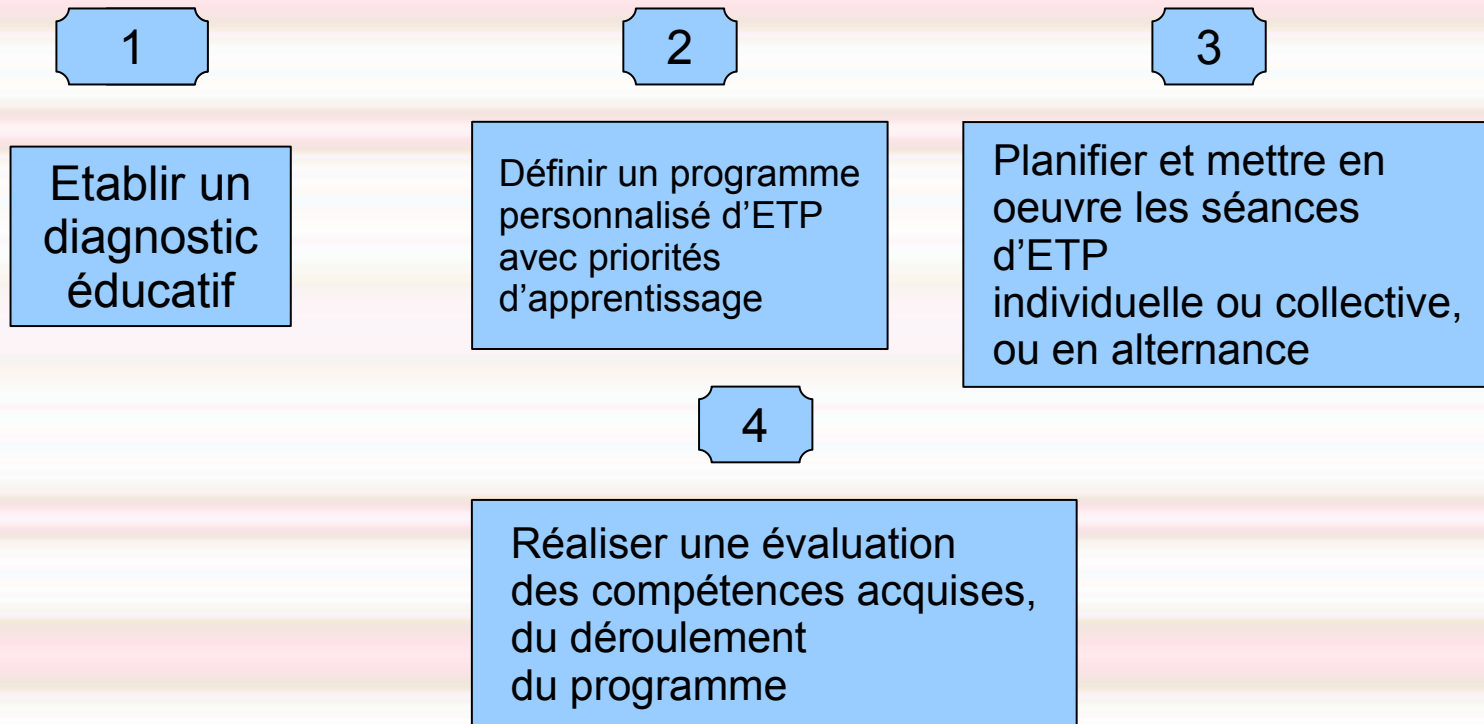 1
Etablir un
diagnostic
éducatif
2
Définir un programme
personnalisé d’ETP
avec priorités
d’apprentissage
3
Planifier et mettre en
oeuvre les séances
d’ETP
individuelle ou collective,
ou en alternance
4
Réaliser une évaluation
des compétences acquises,
du déroulement
du programme